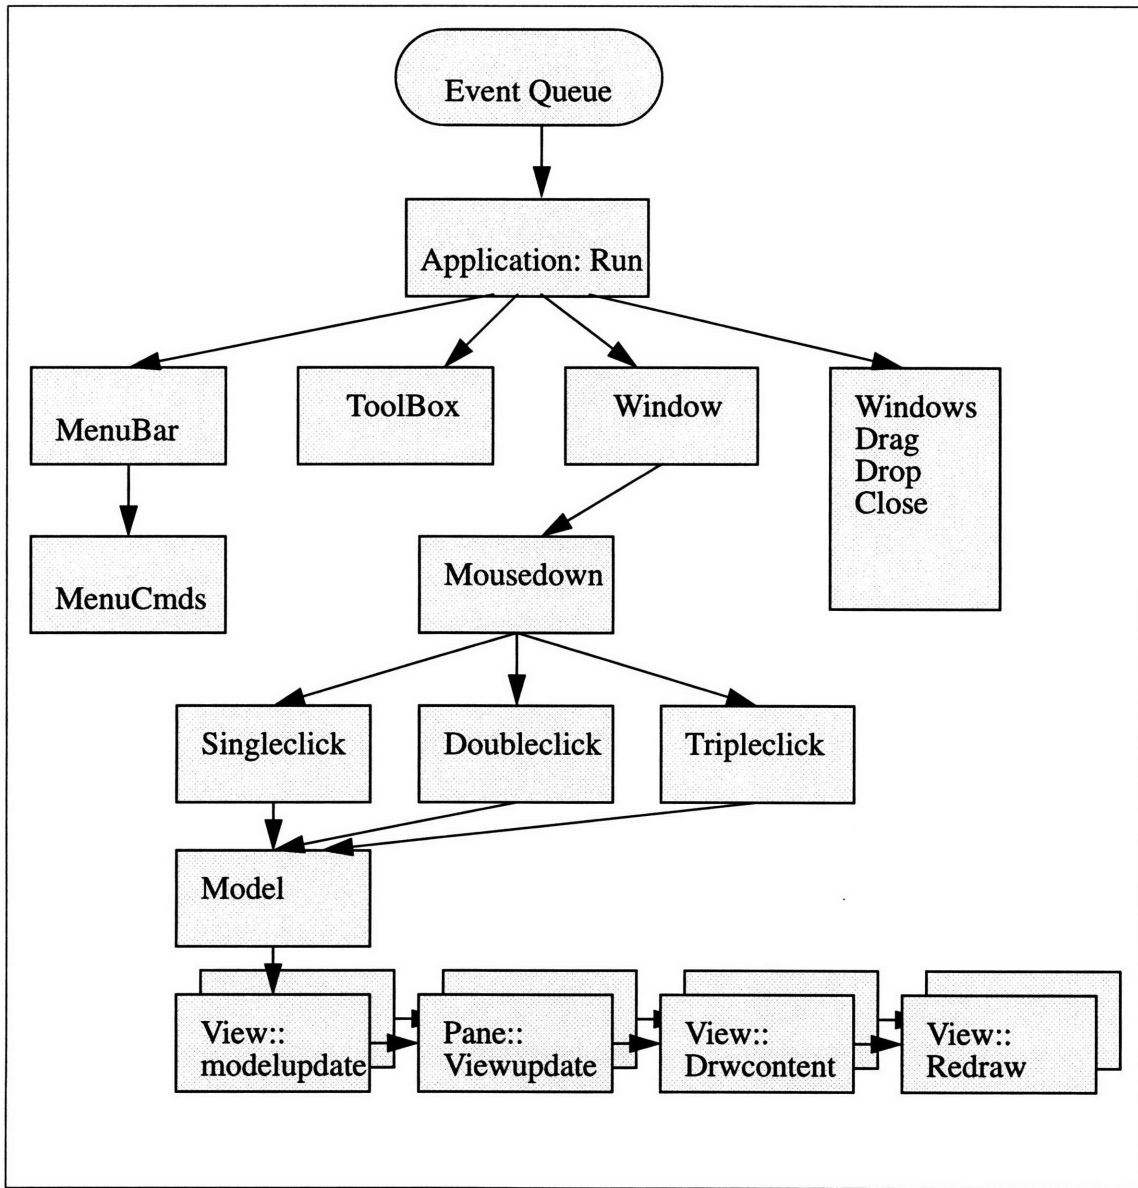 Event Queue
Application: Run
MenuBar
ToolBox
Window
Windows
Drag
Drop
Close
MenuCmds
Mousedown
Singleclick
Doubleclick
Tripleclick
Model
View::
modelupdate
Pane::
Viewupdate
View::
Drwcontent
View::
Redraw